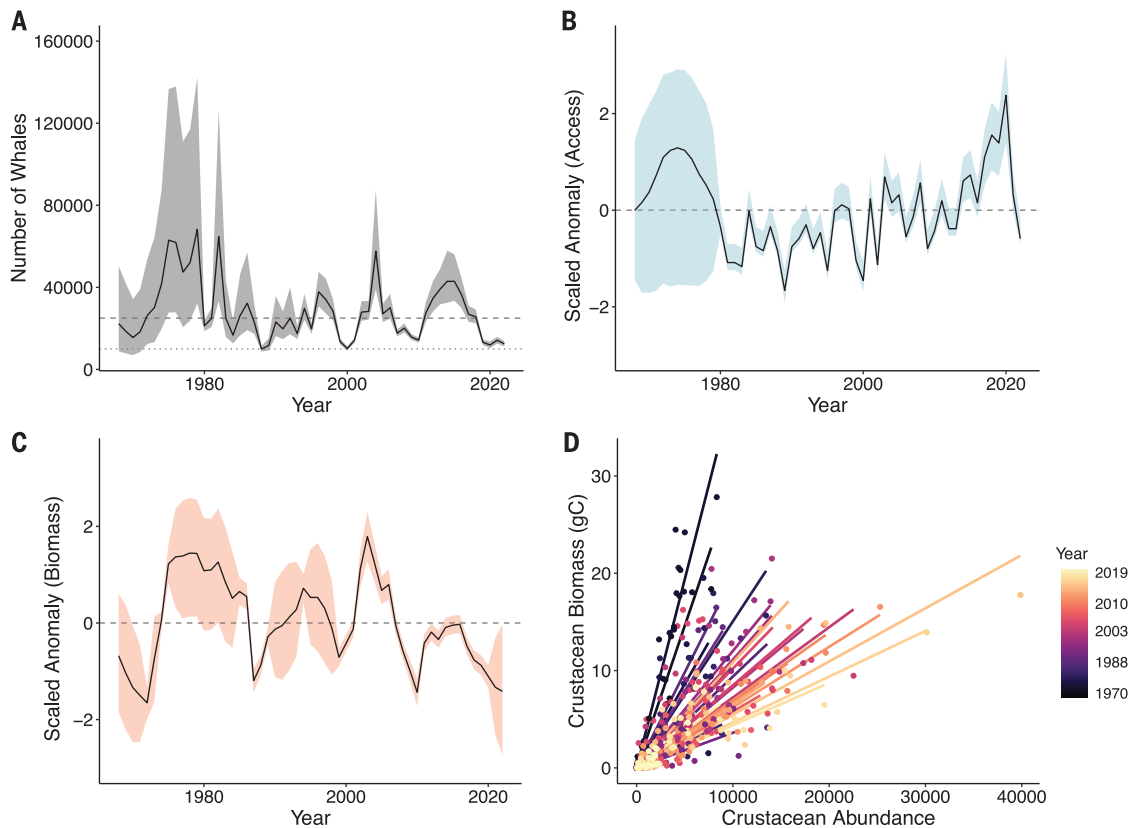 A
Number of Whales
160000
120000
80000
40000
0
1980
2000
2020
Year
B
Scaled Anomaly (Access)
2
0
−2
1980
2000
2020
Year
C
Scaled Anomaly (Biomass)
2
0
−2
1980
2000
2020
Year
D
Crustacean Biomass (gC)
30
20
10
0
0
10000
20000
30000
40000
Crustacean Abundance
Year
2019
2010
2003
1988
1970